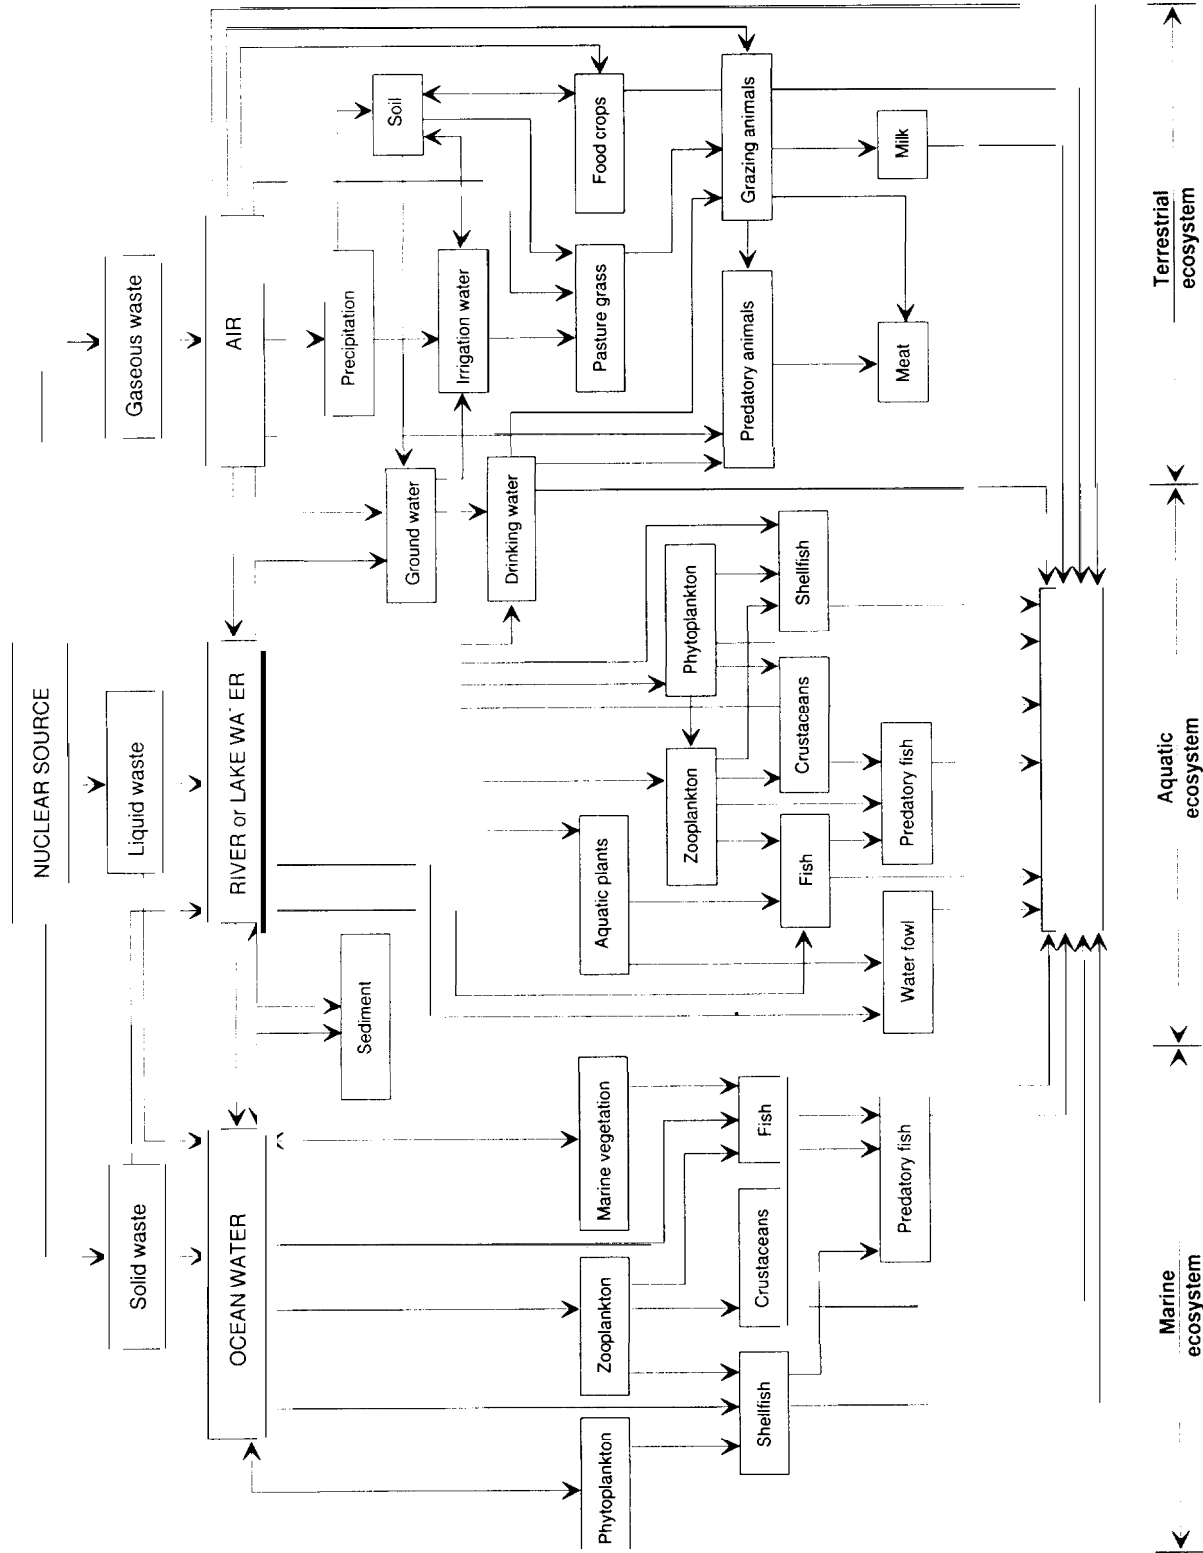 NUCLEAR SOURCE
Solid waste
Liquid waste
Gaseous waste
OCEAN WATER
RIVER or LAKE WATER
AIR
Sediment
Precipitation
Soil
Ground water
Irrigation water
Drinking water
Phytoplankton
Zooplankton
Marine vegetation
Aquatic plants
Pasture grass
Food crops
Zooplankton
Phytoplankton
Shellfish
Crustaceans
Fish
Fish
Crustaceans
Shellfish
Predatory animals
Grazing animals
Predatory fish
Water fowl
Predatory fish
Meat
Milk
Marine
ecosystem
Aquatic
ecosystem
Terrestrial
ecosystem